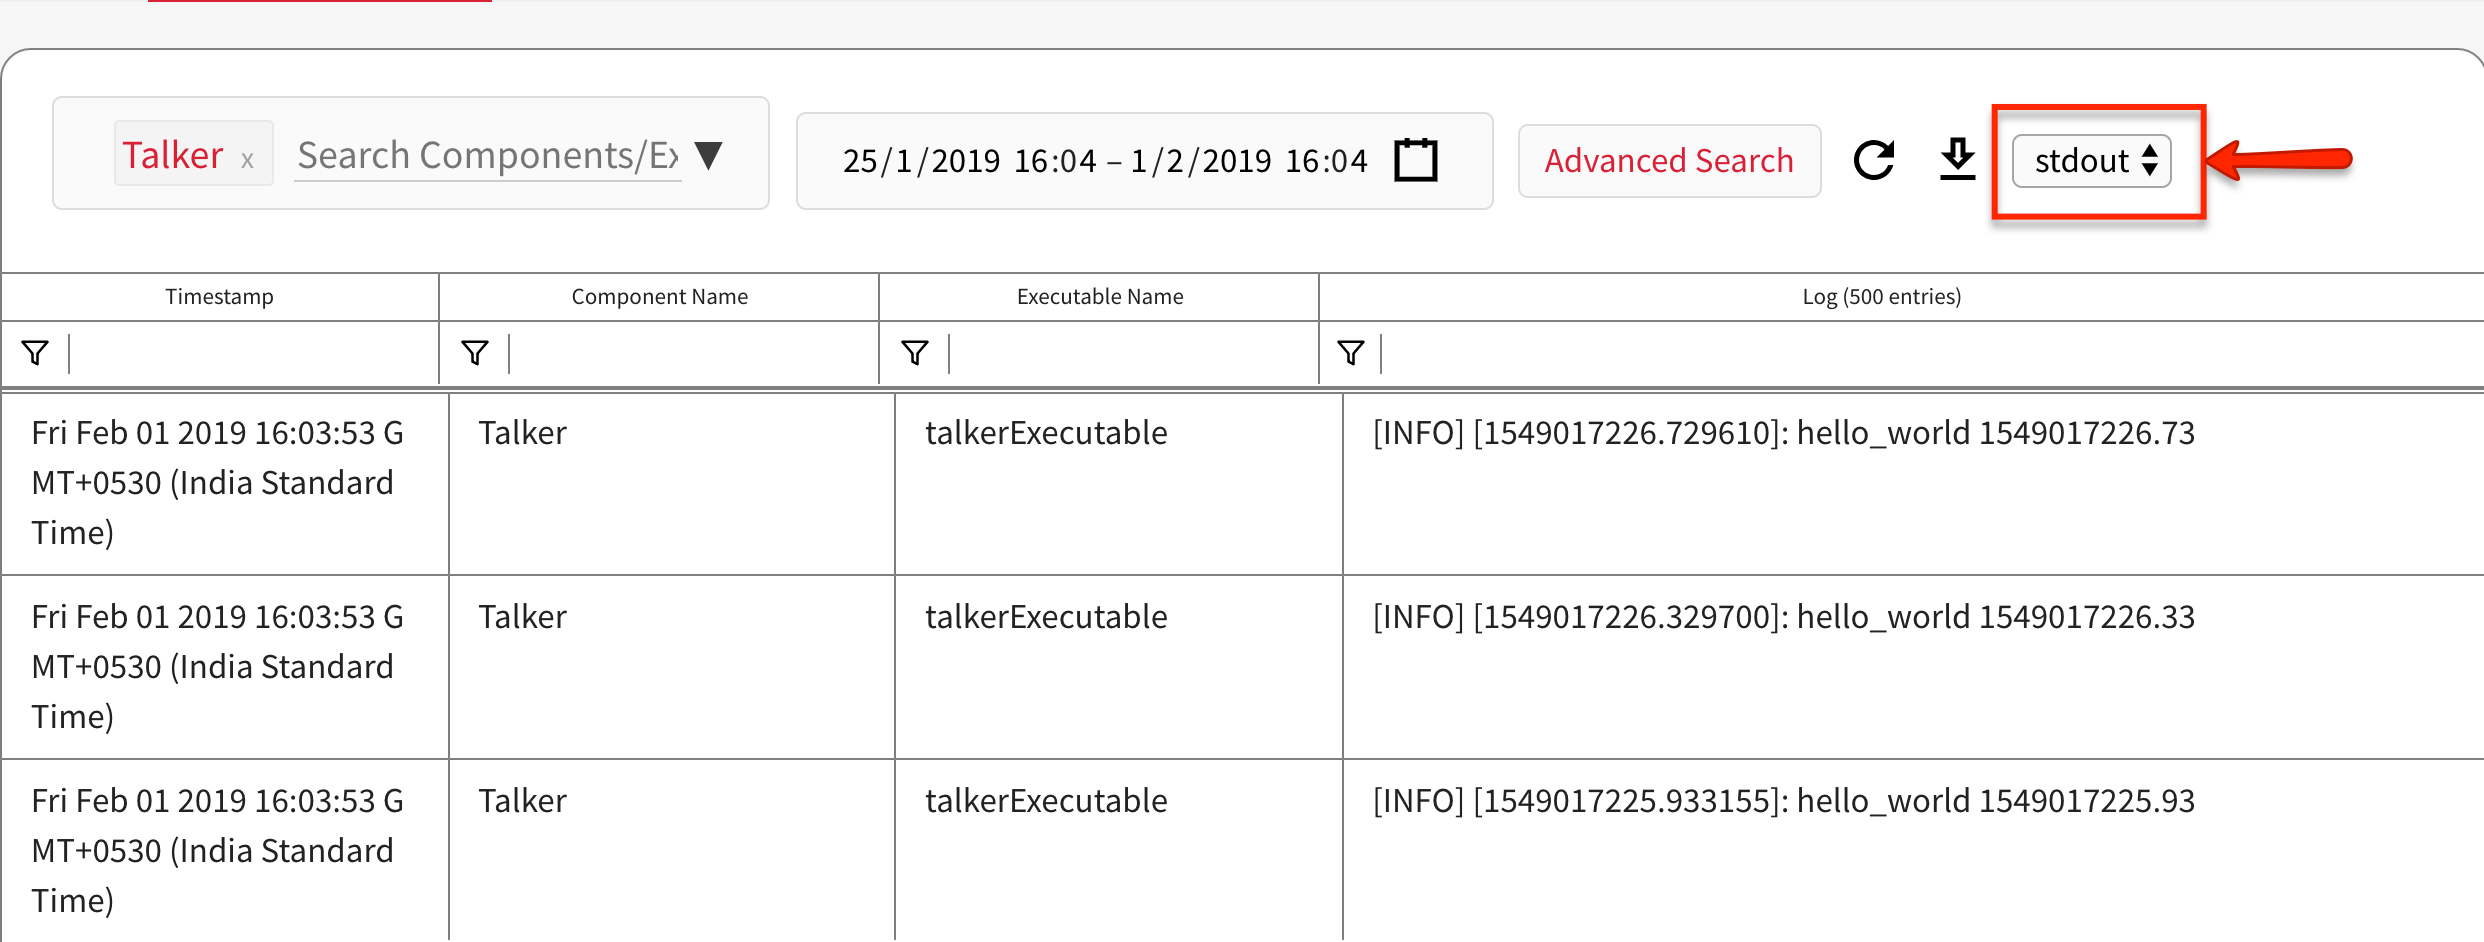 Talker x Search Components/Ex
25/1/2019 16:04 – 1/2/2019 16:04
Advanced Search
stdout
Timestamp Component Name Executable Name Log (500 entries)
Fri Feb 01 2019 16:03:53 G Talker talkerExecutable [INFO] [1549017226.729610]: hello_world 1549017226.73
MT+0530 (India Standard
Time)
Fri Feb 01 2019 16:03:53 G Talker talkerExecutable [INFO] [1549017226.329700]: hello_world 1549017226.33
MT+0530 (India Standard
Time)
Fri Feb 01 2019 16:03:53 G Talker talkerExecutable [INFO] [1549017225.933155]: hello_world 1549017225.93
MT+0530 (India Standard
Time)